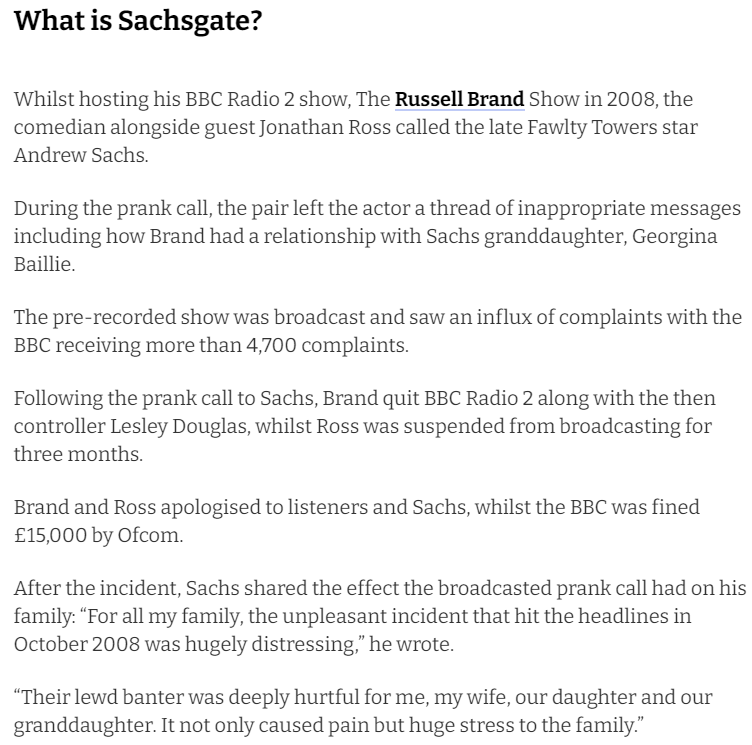 What is Sachsgate?
Whilst hosting his BBC Radio 2 show, The Russell Brand Show in 2008, the
comedian alongside guest Jonathan Ross called the late Fawlty Towers star
Andrew Sachs.
During the prank call, the pair left the actor a thread of inappropriate messages
including how Brand had a relationship with Sachs granddaughter, Georgina
Baillie.
The pre-recorded show was broadcast and saw an influx of complaints with the
BBC receiving more than 4,700 complaints.
Following the prank call to Sachs, Brand quit BBC Radio 2 along with the then
controller Lesley Douglas, whilst Ross was suspended from broadcasting for
three months.
Brand and Ross apologised to listeners and Sachs, whilst the BBC was fined
£15,000 by Ofcom.
After the incident, Sachs shared the effect the broadcasted prank call had on his
family: “For all my family, the unpleasant incident that hit the headlines in
October 2008 was hugely distressing,” he wrote.
“Their lewd banter was deeply hurtful for me, my wife, our daughter and our
granddaughter. It not only caused pain but huge stress to the family.”